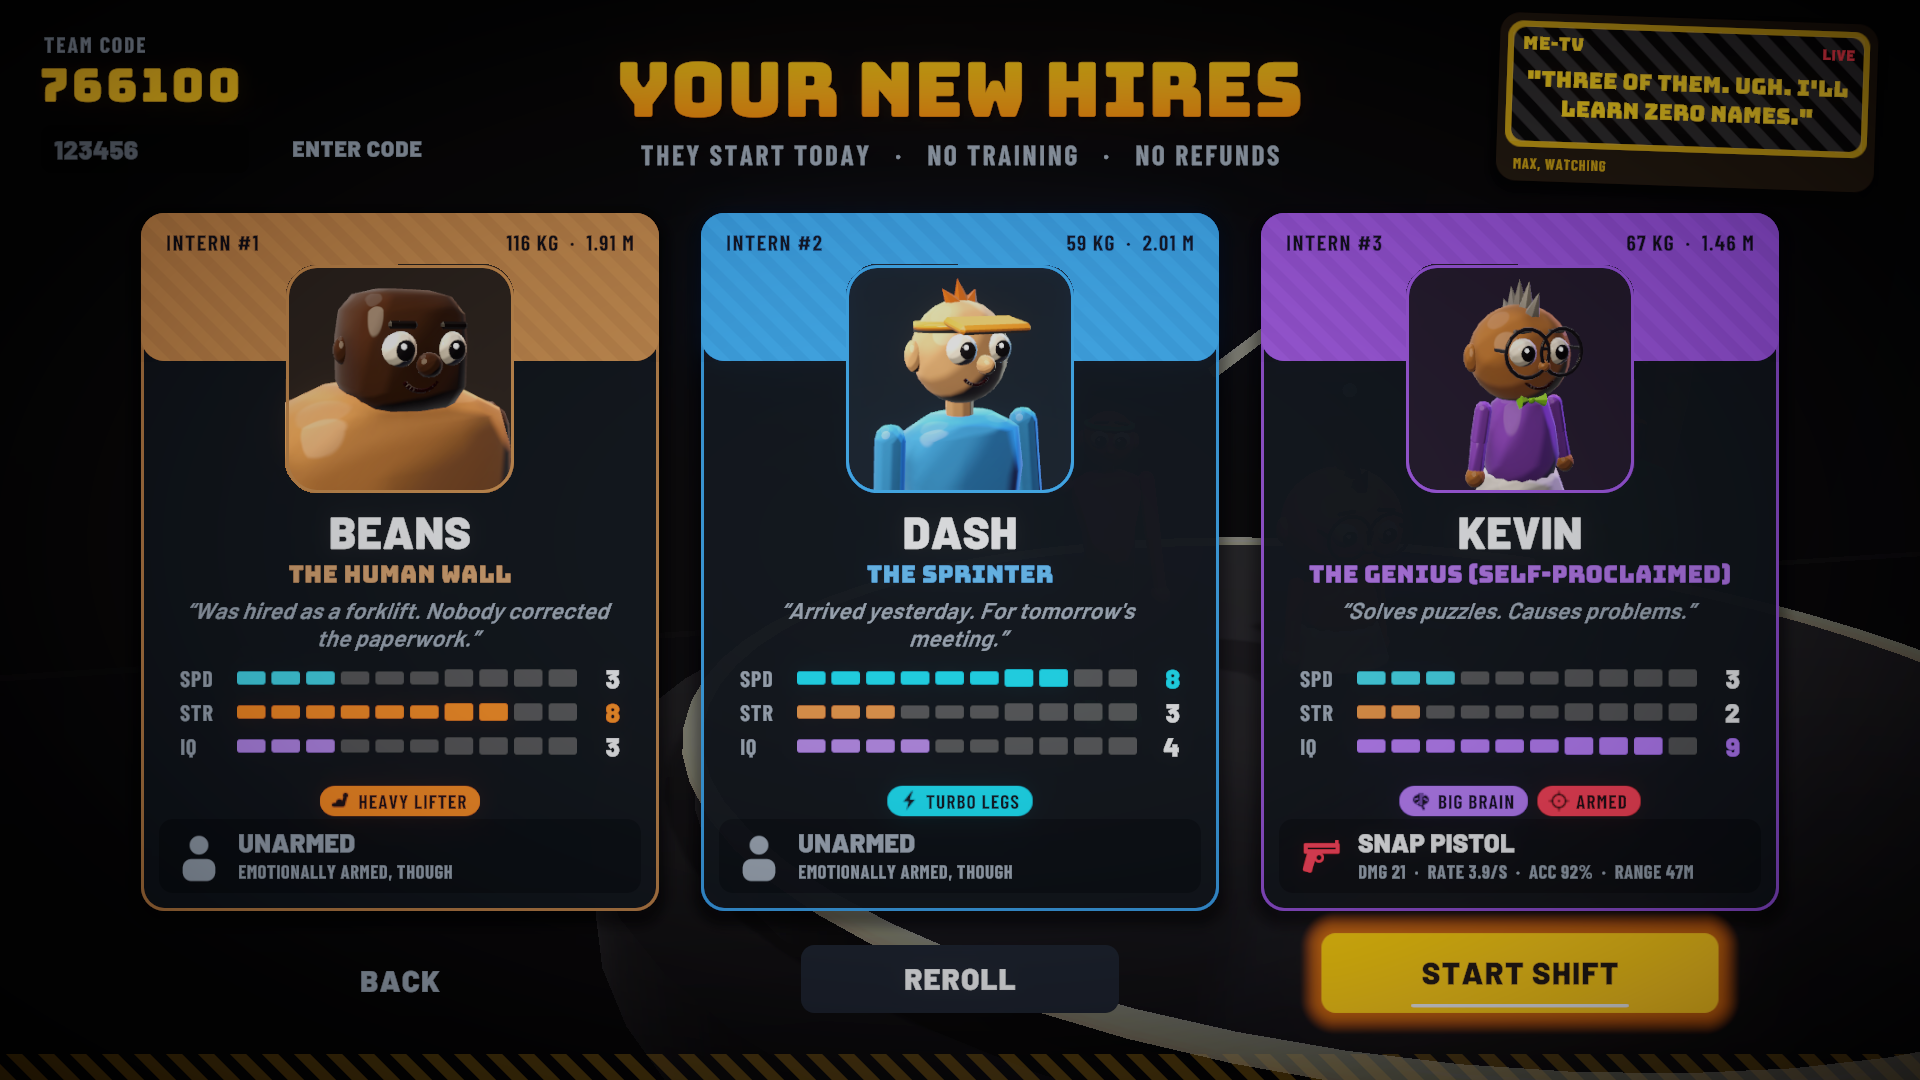 TEAM CODE
766100
123456
ENTER CODE
YOUR NEW HIRES
THEY START TODAY · NO TRAINING · NO REFUNDS
ME-TV
LIVE
"THREE OF THEM. UGH. I'LL
LEARN ZERO NAMES."
MAX, WATCHING
INTERN #1
116 KG · 1.91 M
BEANS
THE HUMAN WALL
"Was hired as a forklift. Nobody corrected
the paperwork."
SPD 3
STR 8
IQ 3
HEAVY LIFTER
UNARMED
EMOTIONALLY ARMED, THOUGH
INTERN #2
59 KG · 2.01 M
DASH
THE SPRINTER
"Arrived yesterday. For tomorrow's
meeting."
SPD 8
STR 3
IQ 4
TURBO LEGS
UNARMED
EMOTIONALLY ARMED, THOUGH
INTERN #3
67 KG · 1.46 M
KEVIN
THE GENIUS (SELF-PROCLAIMED)
"Solves puzzles. Causes problems."
SPD 3
STR 2
IQ 9
BIG BRAIN
ARMED
SNAP PISTOL
DMG 21 · RATE 3.9/S · ACC 92% · RANGE 47M
BACK
REROLL
START SHIFT